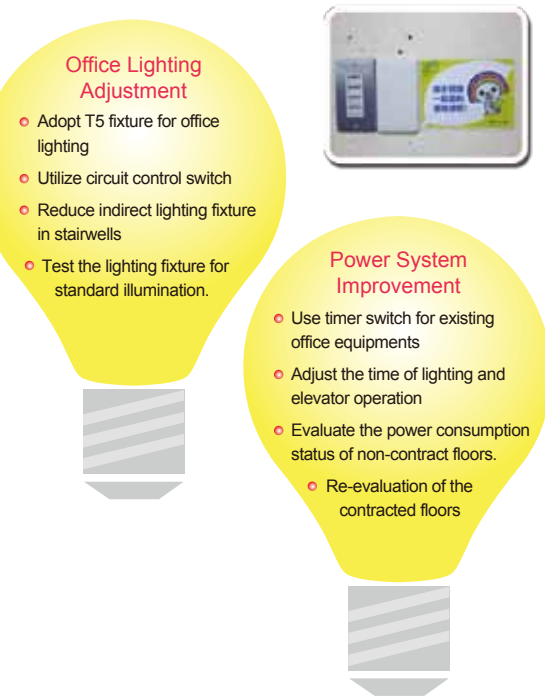 Office Lighting
Adjustment
Adopt T5 fixture for office
lighting
Utilize circuit control switch
Reduce indirect lighting fixture
in stairwells
Test the lighting fixture for
standard illumination.
Power System
Improvement
Use timer switch for existing
office equipments
Adjust the time of lighting and
elevator operation
Evaluate the power consumption
status of non-contract floors.
Re-evaluation of the
contracted floors